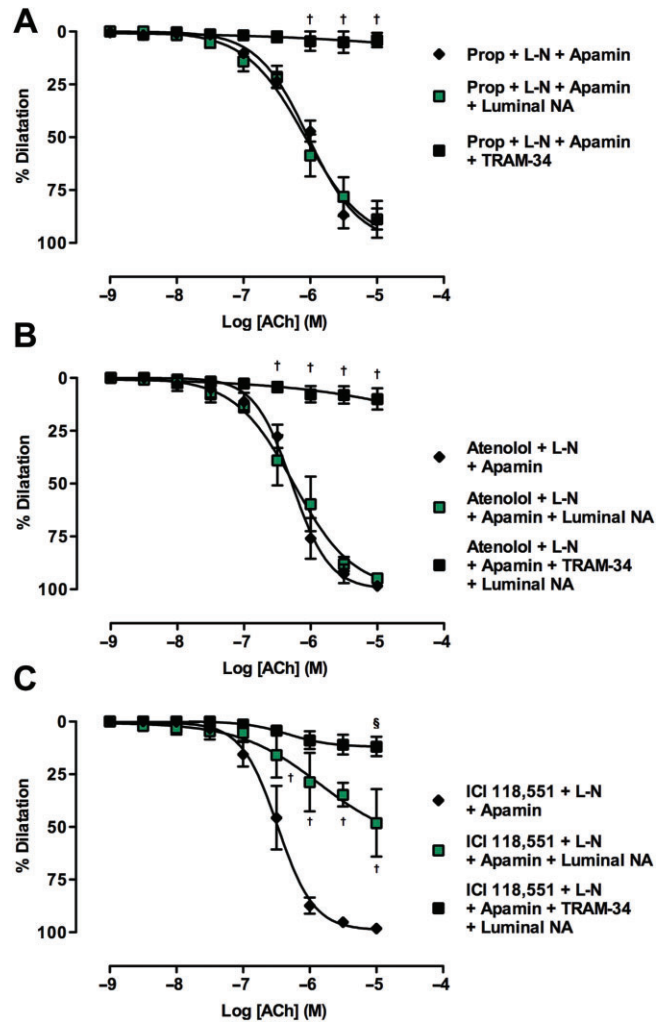 A
0
25
50
75
100
% Dilatation
†
†
†
Prop + L-N + Apamin
Prop + L-N + Apamin
+ Luminal NA
Prop + L-N + Apamin
+ TRAM-34
–9
–8
–7
–6
–5
–4
Log [ACh] (M)
B
0
25
50
75
100
% Dilatation
†
†
†
†
Atenolol + L-N
+ Apamin
Atenolol + L-N
+ Apamin + Luminal NA
Atenolol + L-N
+ Apamin + TRAM-34
+ Luminal NA
–9
–8
–7
–6
–5
–4
Log [ACh] (M)
C
0
25
50
75
100
% Dilatation
§
†
†
†
†
ICI 118,551 + L-N
+ Apamin
ICI 118,551 + L-N
+ Apamin + Luminal NA
ICI 118,551 + L-N
+ Apamin + TRAM-34
+ Luminal NA
–9
–8
–7
–6
–5
–4
Log [ACh] (M)